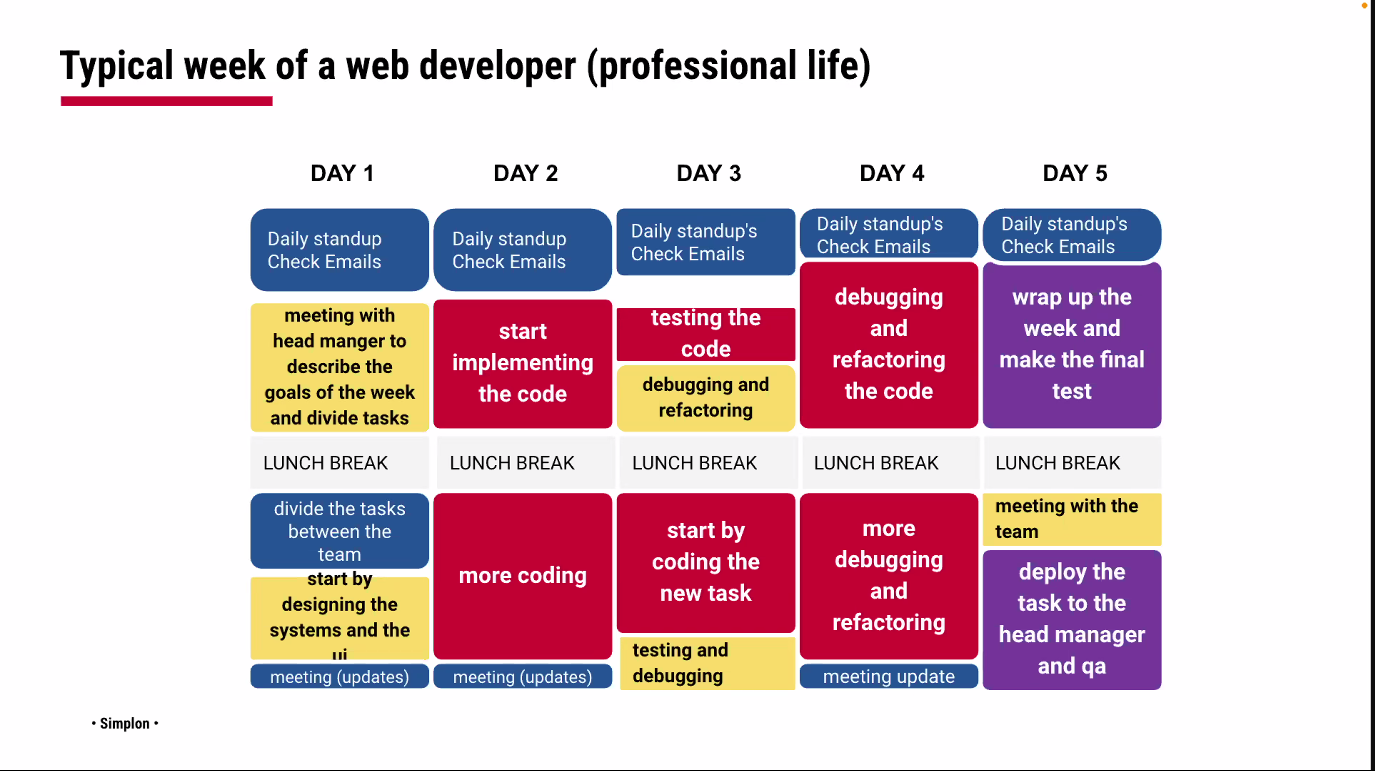 Typical week of a web developer (professional life)
DAY 1
DAY 2
DAY 3
DAY 4
DAY 5
Daily standup
Check Emails
Daily standup
Check Emails
Daily standup's
Check Emails
Daily standup's
Check Emails
Daily standup's
Check Emails
meeting with
head manger to
describe the
goals of the week
and divide tasks
start
implementing
the code
testing the
code
debugging and
refactoring
debugging
and
refactoring
the code
wrap up the
week and
make the final
test
LUNCH BREAK
LUNCH BREAK
LUNCH BREAK
LUNCH BREAK
LUNCH BREAK
divide the tasks
between the
team
start by
designing the
systems and the
ui
meeting (updates)
more coding
meeting (updates)
start by
coding the
new task
testing and
debugging
more
debugging
and
refactoring
meeting update
meeting with the
team
deploy the
task to the
head manager
and qa
• Simplon •